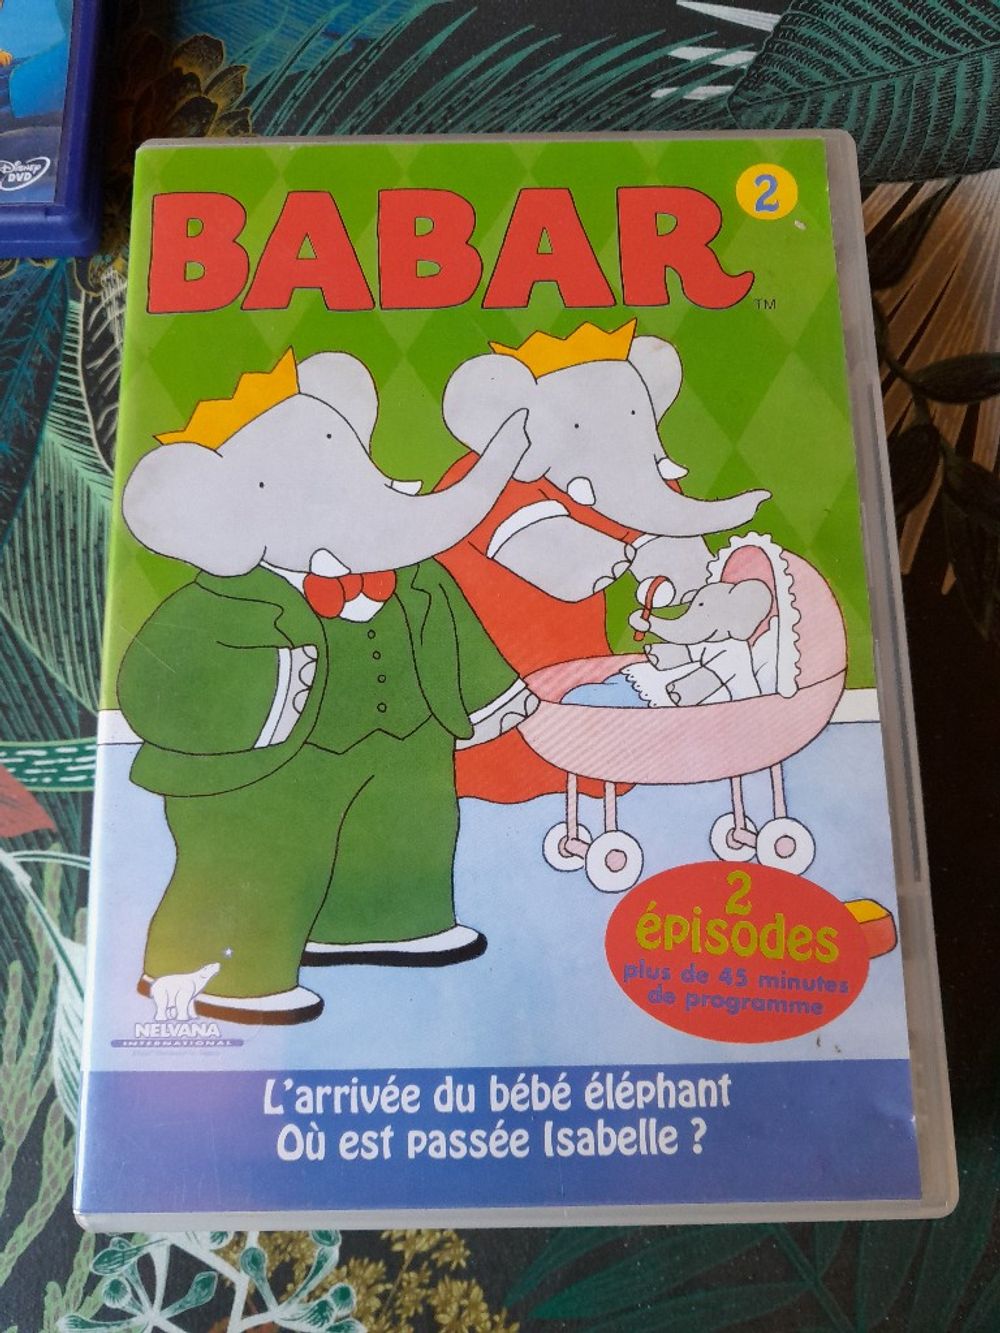 Disney
DVD
BABAR
2
TM
2
épisodes
plus de 45 minutes
de programme
NELVANA
INTERNATIONAL
L'arrivée du bébé éléphant
Où est passée Isabelle ?